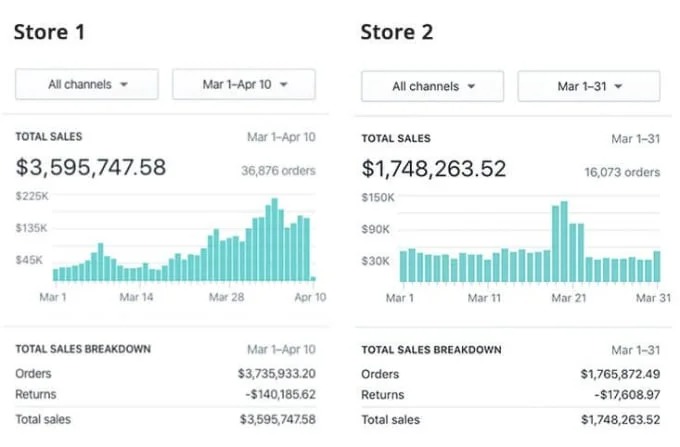 Store 1
All channels
Mar 1–Apr 10
TOTAL SALES
Mar 1–Apr 10
$3,595,747.58
36,876 orders
$225K
$135K
$45K
Mar 1
Mar 14
Mar 28
Apr 10
TOTAL SALES BREAKDOWN
Mar 1–Apr 10
Orders
$3,735,933.20
Returns
-$140,185.62
Total sales
$3,595,747.58
Store 2
All channels
Mar 1–31
TOTAL SALES
Mar 1–31
$1,748,263.52
16,073 orders
$150K
$90K
$30K
Mar 1
Mar 11
Mar 21
Mar 31
TOTAL SALES BREAKDOWN
Mar 1–31
Orders
$1,765,872.49
Returns
-$17,608.97
Total sales
$1,748,263.52